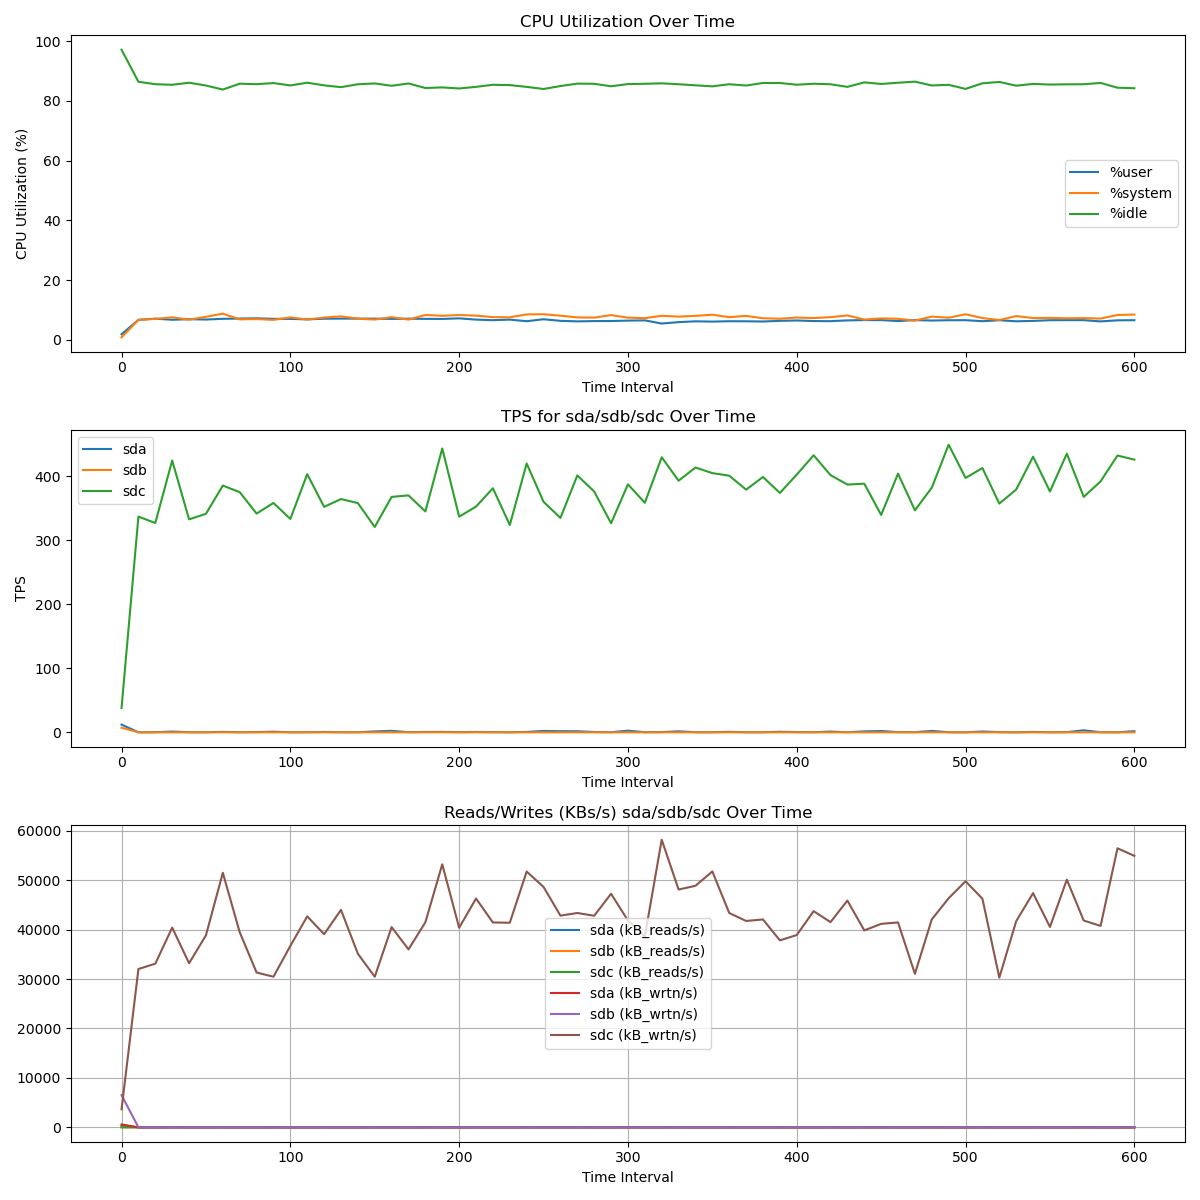 CPU Utilization Over Time
100
80
60
40
20
0
CPU Utilization (%)
%user
%system
%idle
0 100 200 300 400 500 600
Time Interval
TPS for sda/sdb/sdc Over Time
sda
sdb
sdc
400
300
200
100
0
TPS
0 100 200 300 400 500 600
Time Interval
Reads/Writes (KBs/s) sda/sdb/sdc Over Time
60000
50000
40000
30000
20000
10000
0
sda (kB_reads/s)
sdb (kB_reads/s)
sdc (kB_reads/s)
sda (kB_wrtn/s)
sdb (kB_wrtn/s)
sdc (kB_wrtn/s)
0 100 200 300 400 500 600
Time Interval